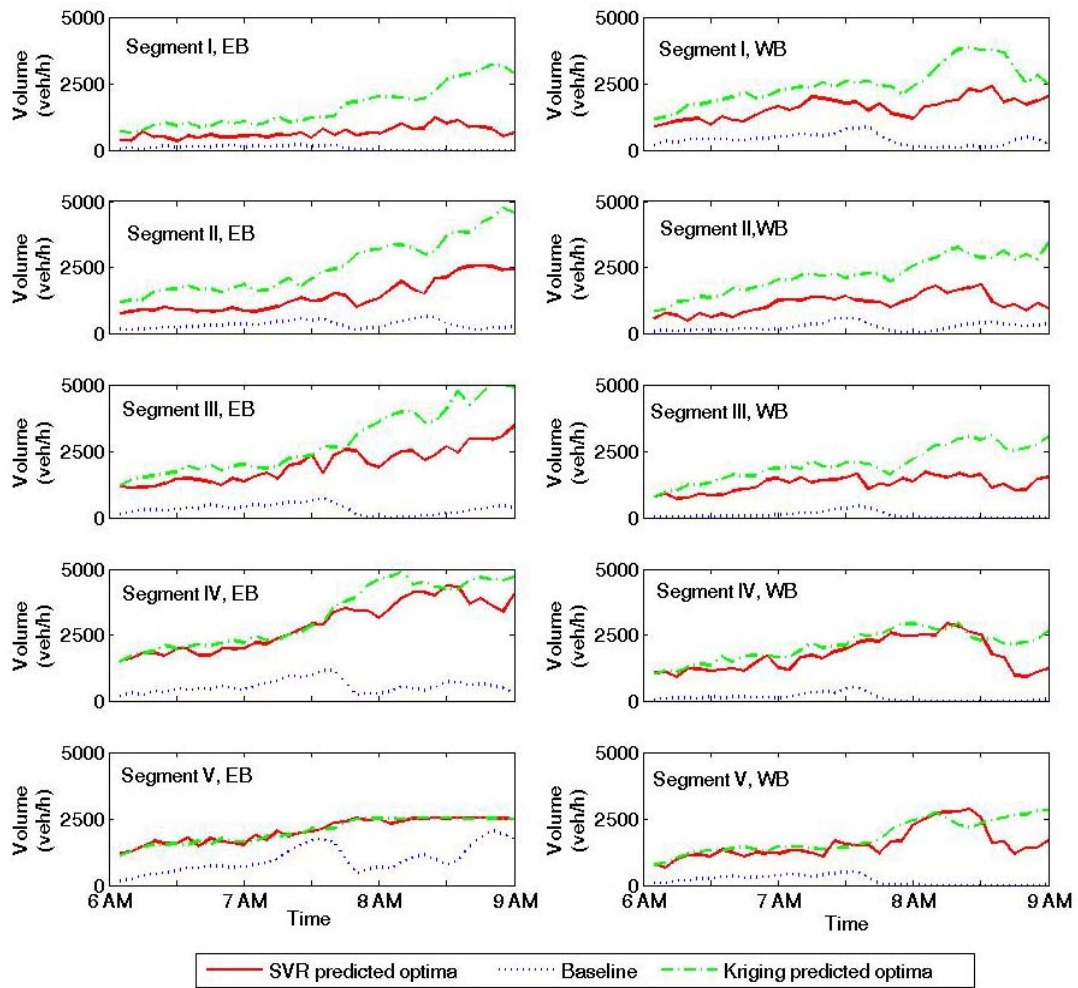 5000
2500
0
Volume
(veh/h)
Segment I, EB
5000
2500
0
Volume
(veh/h)
Segment I, WB
5000
2500
0
Volume
(veh/h)
Segment II, EB
5000
2500
0
Volume
(veh/h)
Segment II,WB
5000
2500
0
Volume
(veh/h)
Segment III, EB
5000
2500
0
Volume
(veh/h)
Segment III, WB
5000
2500
0
Volume
(veh/h)
Segment IV, EB
5000
2500
0
Volume
(veh/h)
Segment IV, WB
5000
2500
0
Volume
(veh/h)
Segment V, EB
6 AM 7 AM 8 AM 9 AM
Time
5000
2500
0
Volume
(veh/h)
Segment V, WB
6 AM 7 AM 8 AM 9 AM
Time
SVR predicted optima Baseline Kriging predicted optima